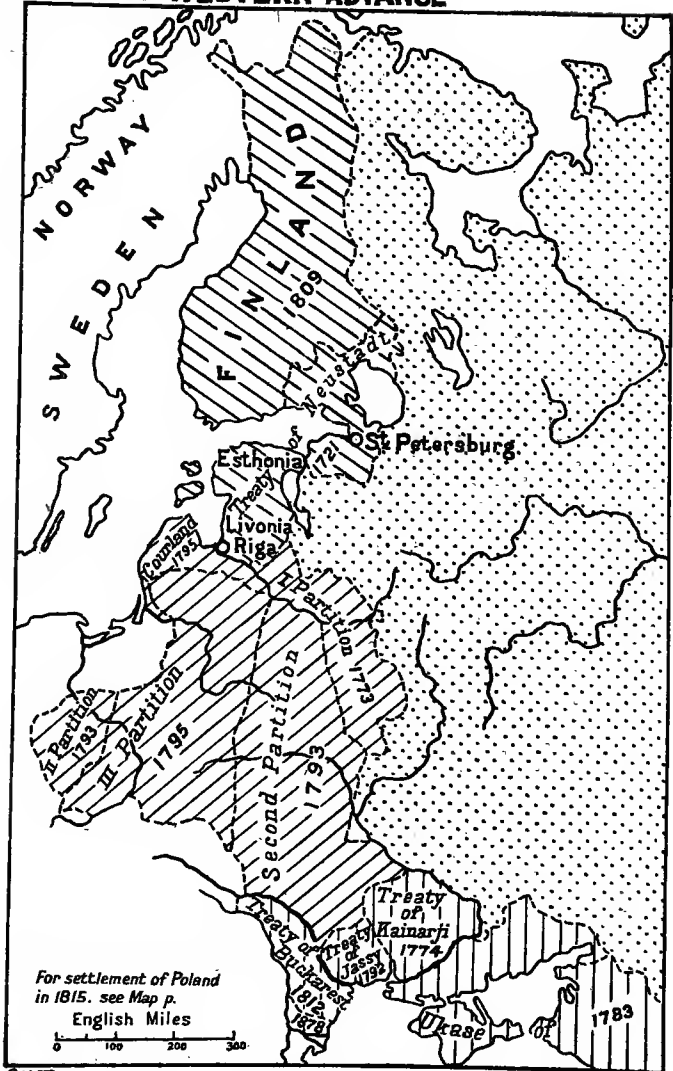 WESTERN ADVANCE
NORWAY
SWEDEN
FINLAND
1809
Treaty of Neustadt
1721
St. Petersburg
Esthonia
Livonia
Riga
Courland
1795
I Partition 1773
II Partition
1793
III Partition
1795
Second Partition
1793
Treaty of
Bucharest
1812
1878
Treaty
of
Jassy
1792
Treaty
of
Kainarji
1774
Ukase of 1783
For settlement of Poland
in 1815. see Map p.
English Miles
0 100 200 300